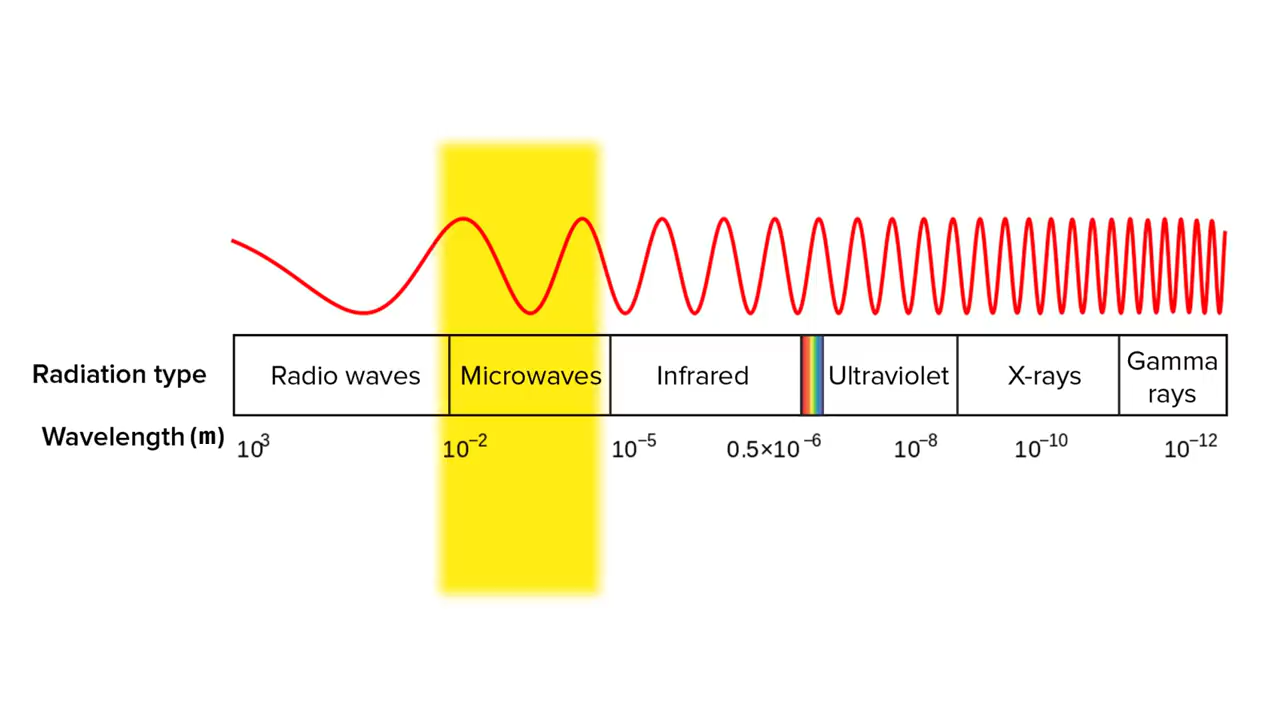 Radiation type Radio waves Microwaves Infrared Ultraviolet X-rays Gamma rays
Wavelength (m) 10³ 10⁻² 10⁻⁵ 0.5×10⁻⁶ 10⁻⁸ 10⁻¹⁰ 10⁻¹²